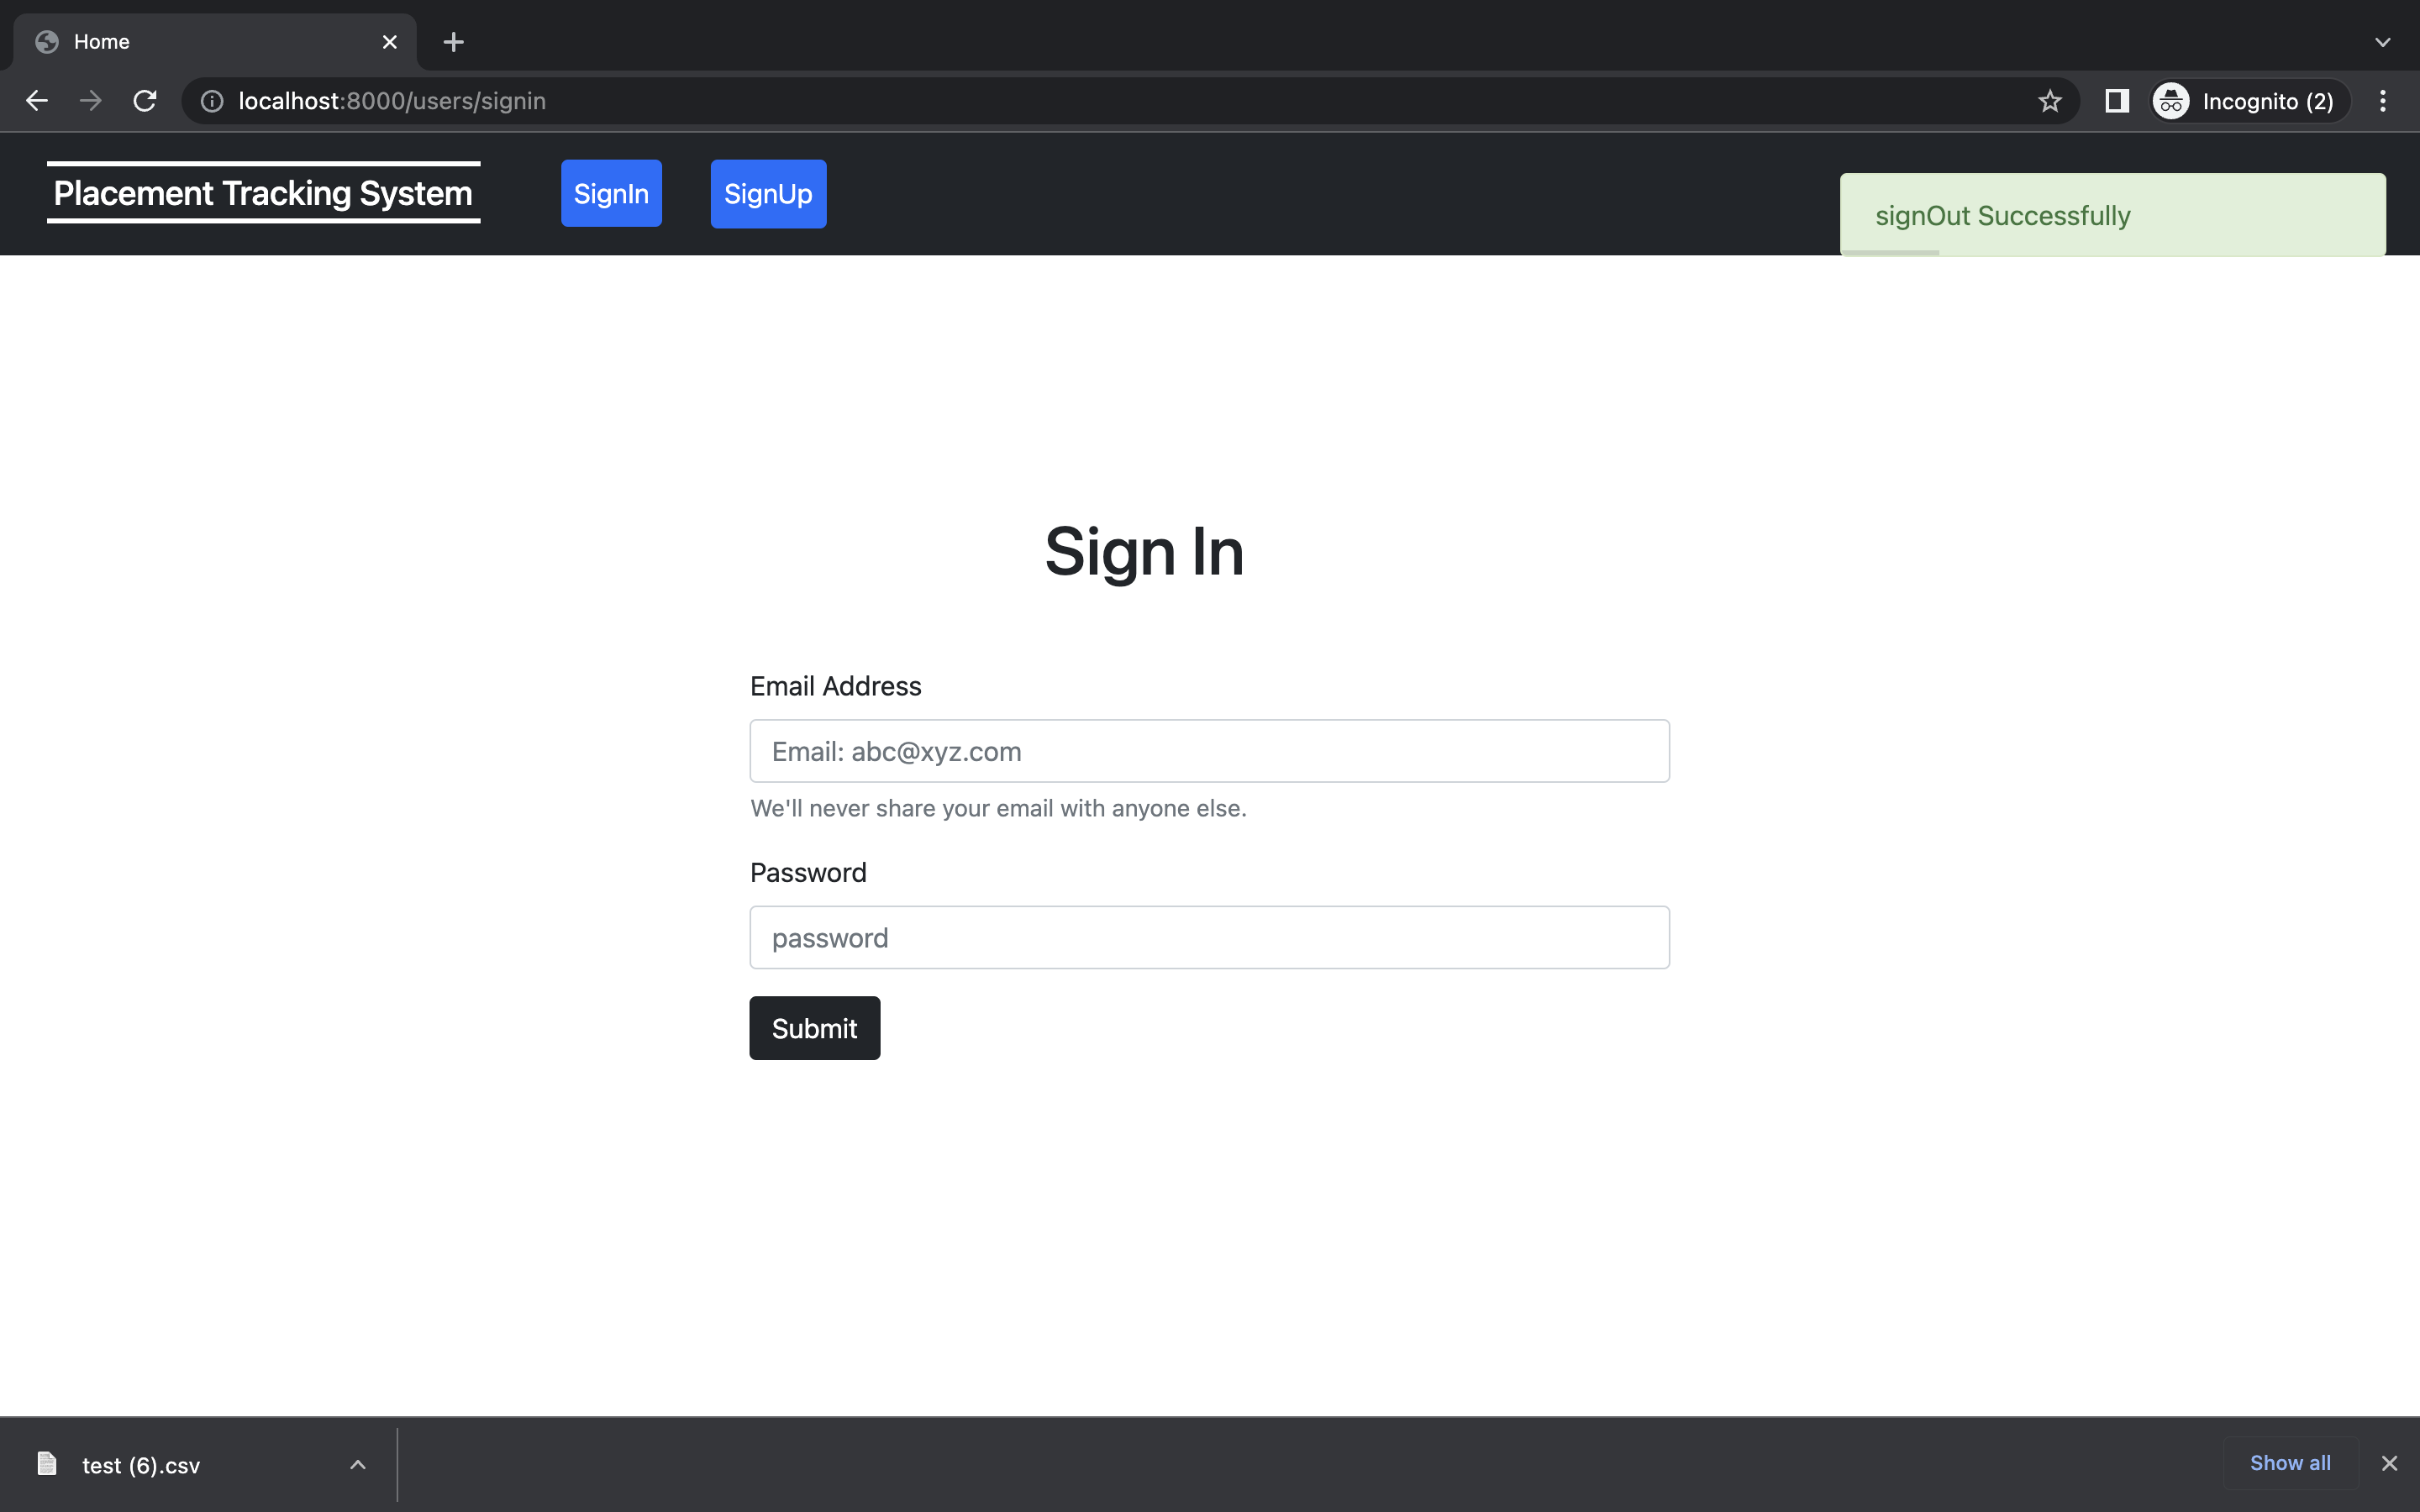 Home
localhost:8000/users/signin
Incognito (2)
Placement Tracking System
SignIn
SignUp
signOut Successfully
Sign In
Email Address
Email: abc@xyz.com
We'll never share your email with anyone else.
Password
password
Submit
test (6).csv
Show all